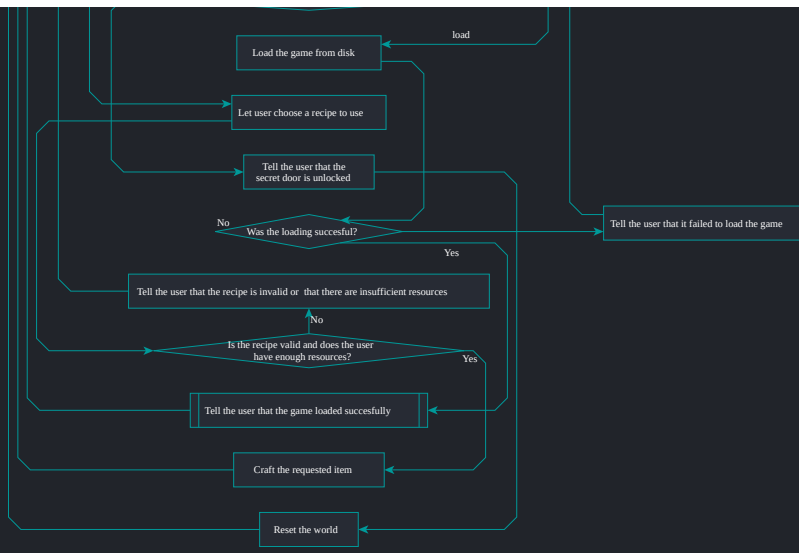 load
Load the game from disk
Let user choose a recipe to use
Tell the user that the
secret door is unlocked
No
Was the loading succesful?
Tell the user that it failed to load the game
Yes
Tell the user that the recipe is invalid or  that there are insufficient resources
No
Is the recipe valid and does the user
have enough resources?
Yes
Tell the user that the game loaded succesfully
Craft the requested item
Reset the world